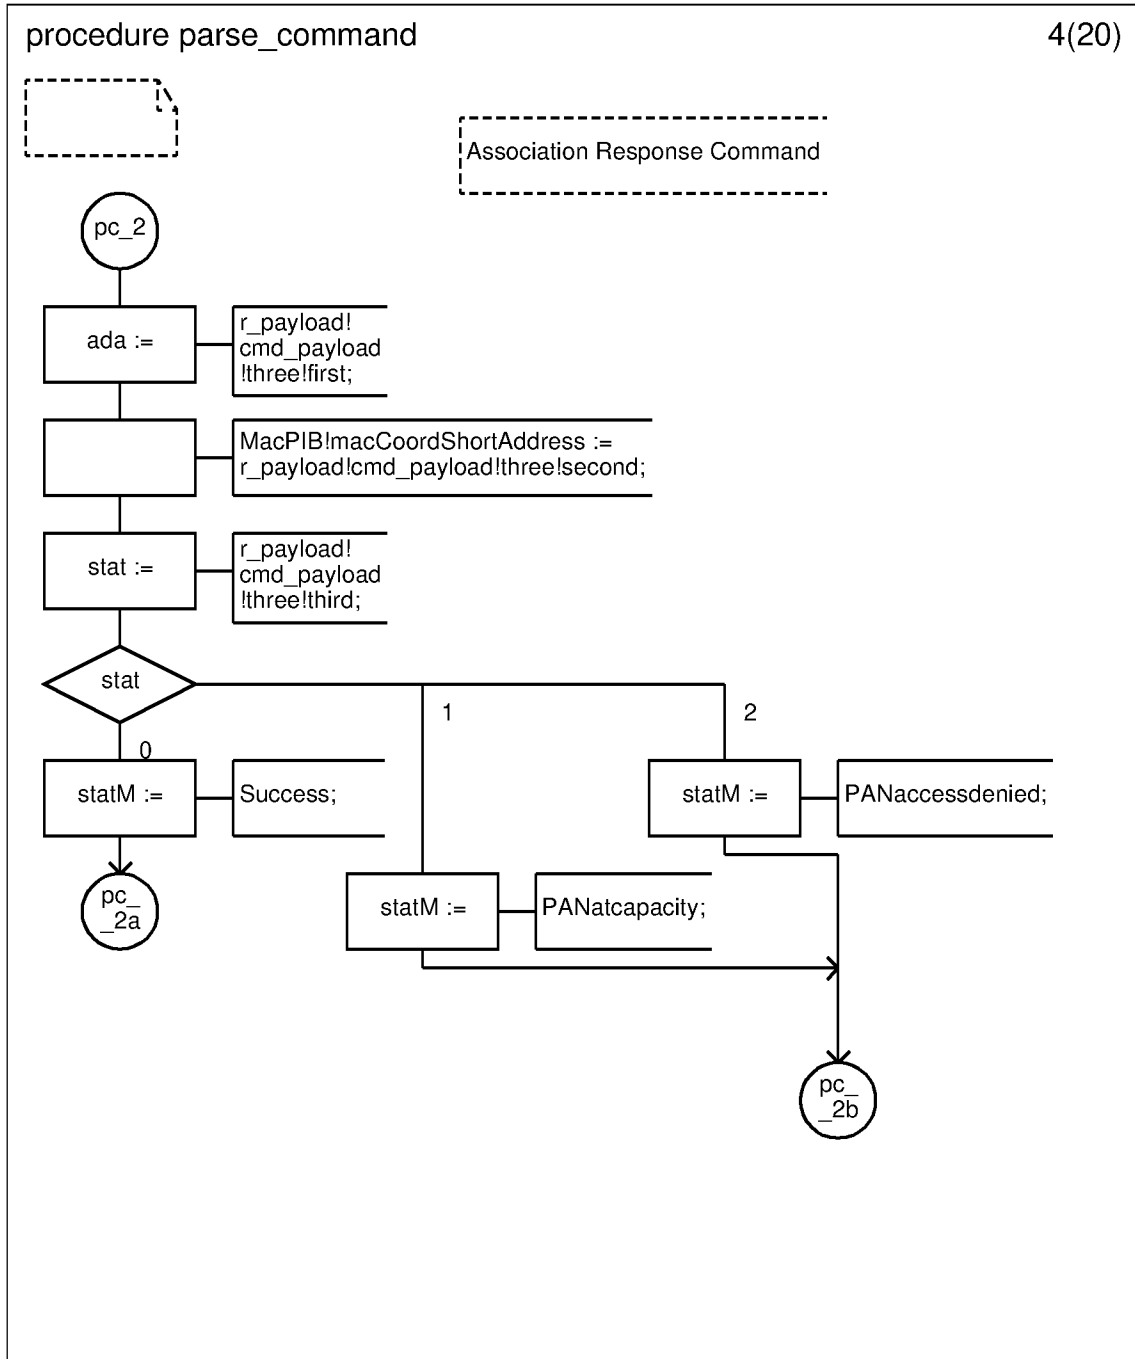 procedure parse_command
4(20)
Association Response Command
pc_2
ada :=
r_payload!
cmd_payload
!three!first;
MacPIB!macCoordShortAddress :=
r_payload!cmd_payload!three!second;
stat :=
r_payload!
cmd_payload
!three!third;
stat
1
2
0
statM :=
Success;
statM :=
PANaccessdenied;
pc_
_2a
statM :=
PANatcapacity;
pc_
_2b